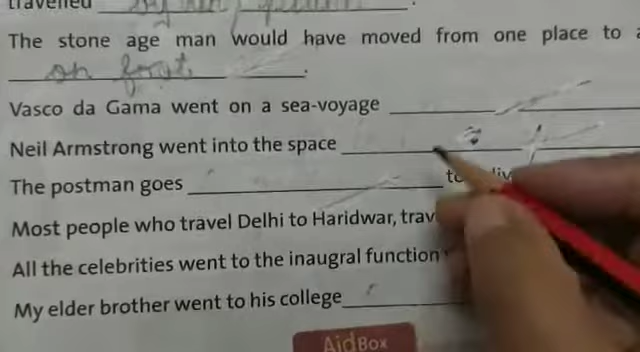 travelled
The stone age man would have moved from one place to a
on foot.
Vasco da Gama went on a sea-voyage
Neil Armstrong went into the space
The postman goes to
Most people who travel Delhi to Haridwar, trav
All the celebrities went to the inaugral function
My elder brother went to his college
AidBox